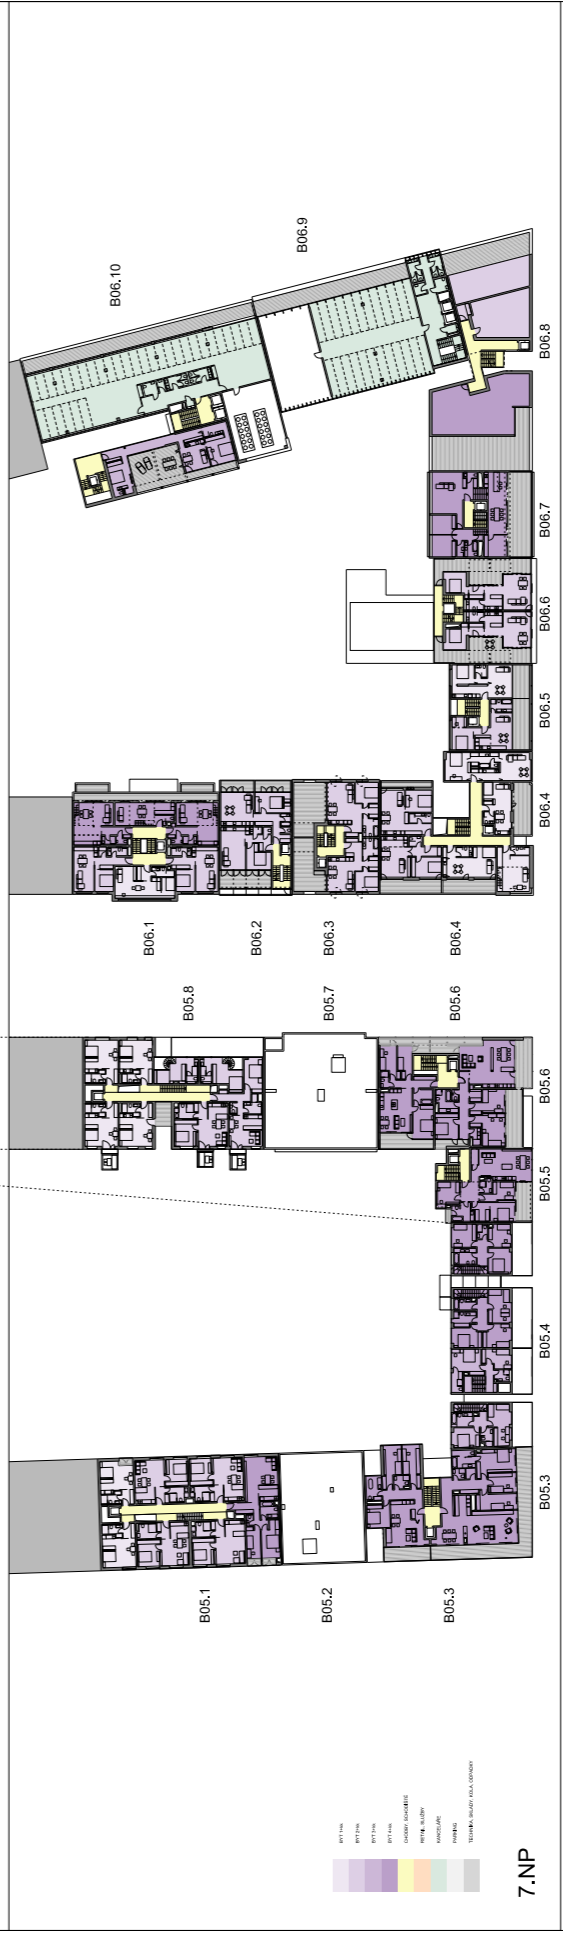 B06.10
B06.9
B06.8
B06.7
B06.6
B06.5
B06.4
B06.1
B06.2
B06.3
B06.4
B05.8
B05.7
B05.6
B05.6
B05.5
B05.4
B05.3
B05.1
B05.2
B05.3
BYT 1+kk
BYT 2+kk
BYT 3+kk
BYT 4+kk
CHODBY, SCHODIŠTĚ
RETAIL, SLUŽBY
KANCELÁŘE
PARKING
TECHNIKA, SKLADY, KOLA, ODPADKY
7.NP